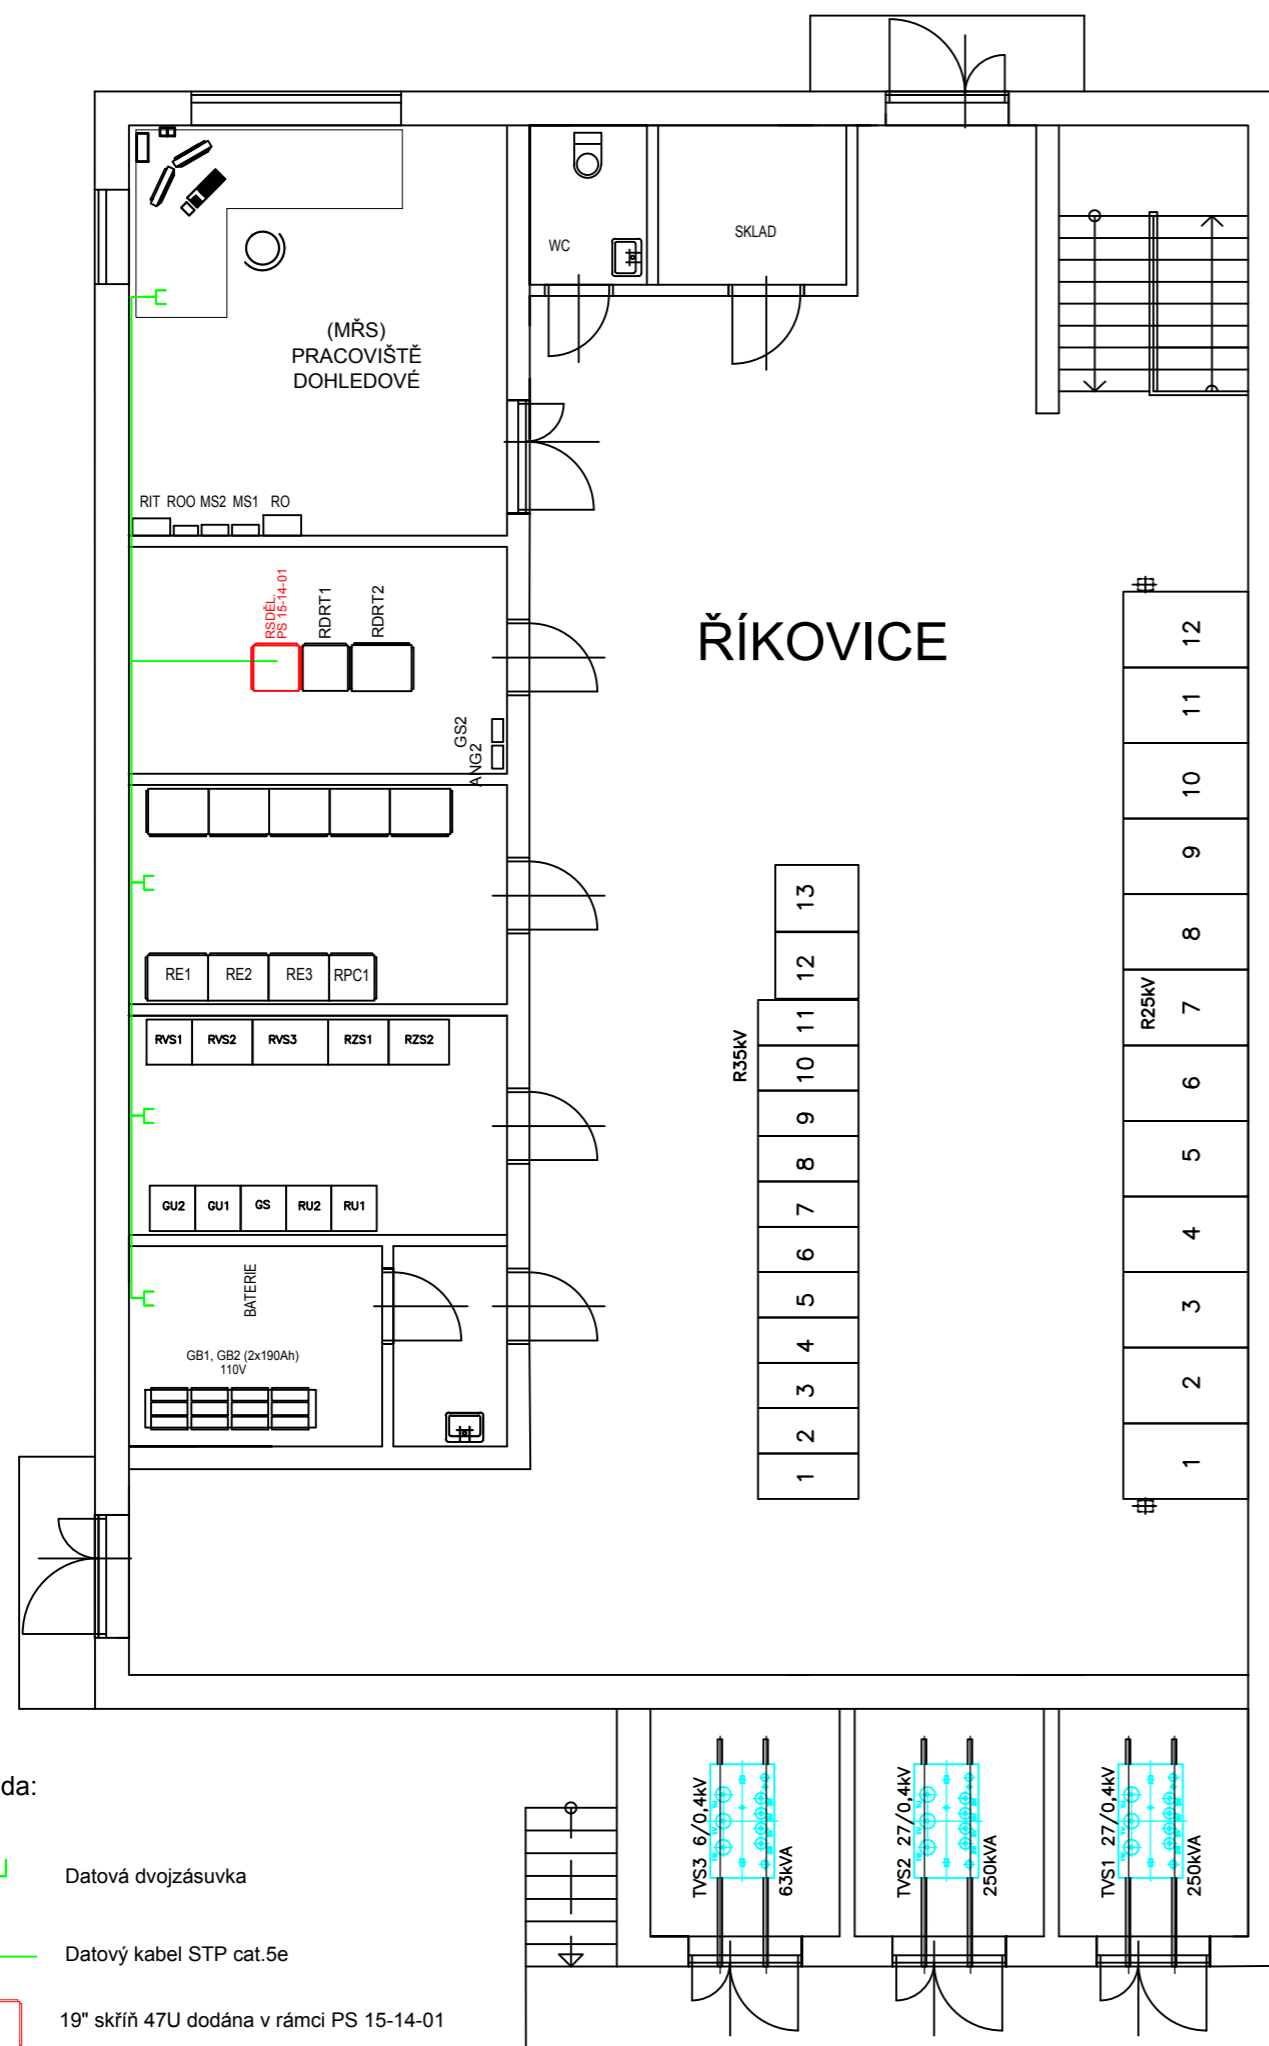 WC
SKLAD
(MŘS)
PRACOVIŠTĚ
DOHLEDOVÉ
RIT ROO MS2 MS1 RO
RSDĚL.
PS 15-14-01
RDRT1
RDRT2
ŘÍKOVICE
GS2
ANG2
RE1 RE2 RE3 RPC1
RVS1 RVS2 RVS3 RZS1 RZS2
GU2 GU1 GS RU2 RU1
BATERIE
GB1, GB2 (2x190Ah)
110V
R35kV
13
12
11
10
9
8
7
6
5
4
3
2
1
R25kV
12
11
10
9
8
7
6
5
4
3
2
1
TVS3 6/0,4kV
63kVA
TVS2 27/0,4kV
250kVA
TVS1 27/0,4kV
250kVA
da:
Datová dvojzásuvka
Datový kabel STP cat.5e
19" skříň 47U dodána v rámci PS 15-14-01